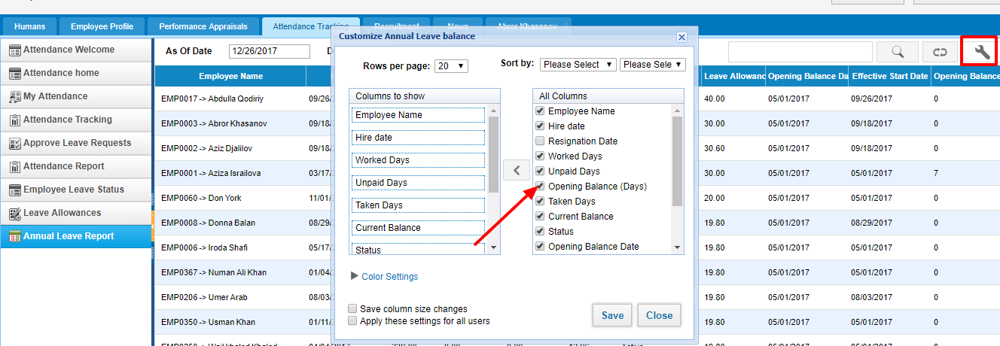 Humans Employee Profile Performance Appraisals Attendance Tracking Recruitment News Abror Khasanov
Attendance Welcome
Attendance home
My Attendance
Attendance Tracking
Approve Leave Requests
Attendance Report
Employee Leave Status
Leave Allowances
Annual Leave Report
As Of Date 12/26/2017
Employee Name Leave Allowanc Opening Balance Da Effective Start Date Opening Balance
EMP0017 -> Abdulla Qodiriy 09/26/ 40.00 05/01/2017 09/26/2017 0
EMP0003 -> Abror Khasanov 09/18/ 30.00 05/01/2017 09/18/2017 0
EMP0002 -> Aziz Djalilov 09/18/ 30.60 05/01/2017 09/18/2017 0
EMP0001 -> Aziza Israilova 03/17/ 30.00 05/01/2017 05/01/2017 7
EMP0060 -> Don York 11/01/ 20.00 05/01/2017 05/01/2017 0
EMP0008 -> Donna Balan 08/29/ 19.80 05/01/2017 08/29/2017 0
EMP0006 -> Iroda Shafi 05/17/ 19.80 05/01/2017 05/01/2017 0
EMP0367 -> Numan Ali Khan 01/04/ 19.80 05/01/2017 05/01/2017 0
EMP0206 -> Umer Arab 08/03/ 19.80 05/01/2017 08/03/2017 0
EMP0350 -> Usman Khan 01/11/ 19.80 05/01/2017 05/01/2017 0
Customize Annual Leave balance
Rows per page: 20 Sort by: Please Select Please Sele
Columns to show
Employee Name
Hire date
Worked Days
Unpaid Days
Taken Days
Current Balance
Status
All Columns
Employee Name
Hire date
Resignation Date
Worked Days
Unpaid Days
Opening Balance (Days)
Taken Days
Current Balance
Status
Opening Balance Date
Color Settings
Save column size changes
Apply these settings for all users
Save Close